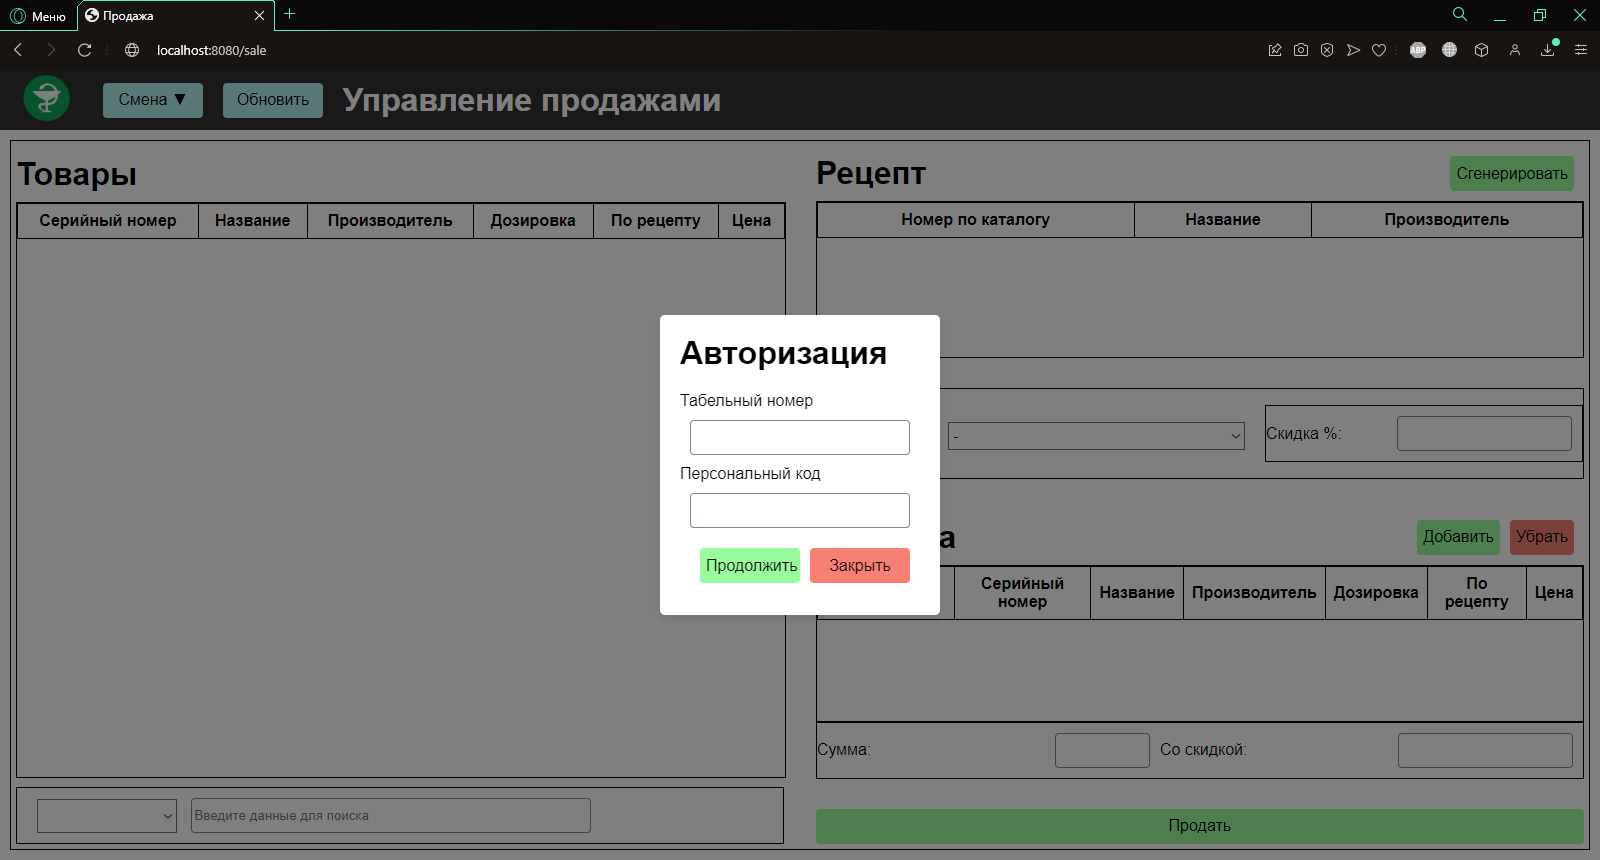 Меню
Продажа
localhost:8080/sale
ABP
Смена ▼
Обновить
Управление продажами
Товары
Серийный номер
Название
Производитель
Дозировка
По рецепту
Цена
Введите данные для поиска
Рецепт
Сгенерировать
Номер по каталогу
Название
Производитель
-
Скидка %:
Авторизация
Табельный номер
Персональный код
Продолжить
Закрыть
а
Добавить
Убрать
Серийный
номер
Название
Производитель
Дозировка
По
рецепту
Цена
Сумма:
Со скидкой:
Продать